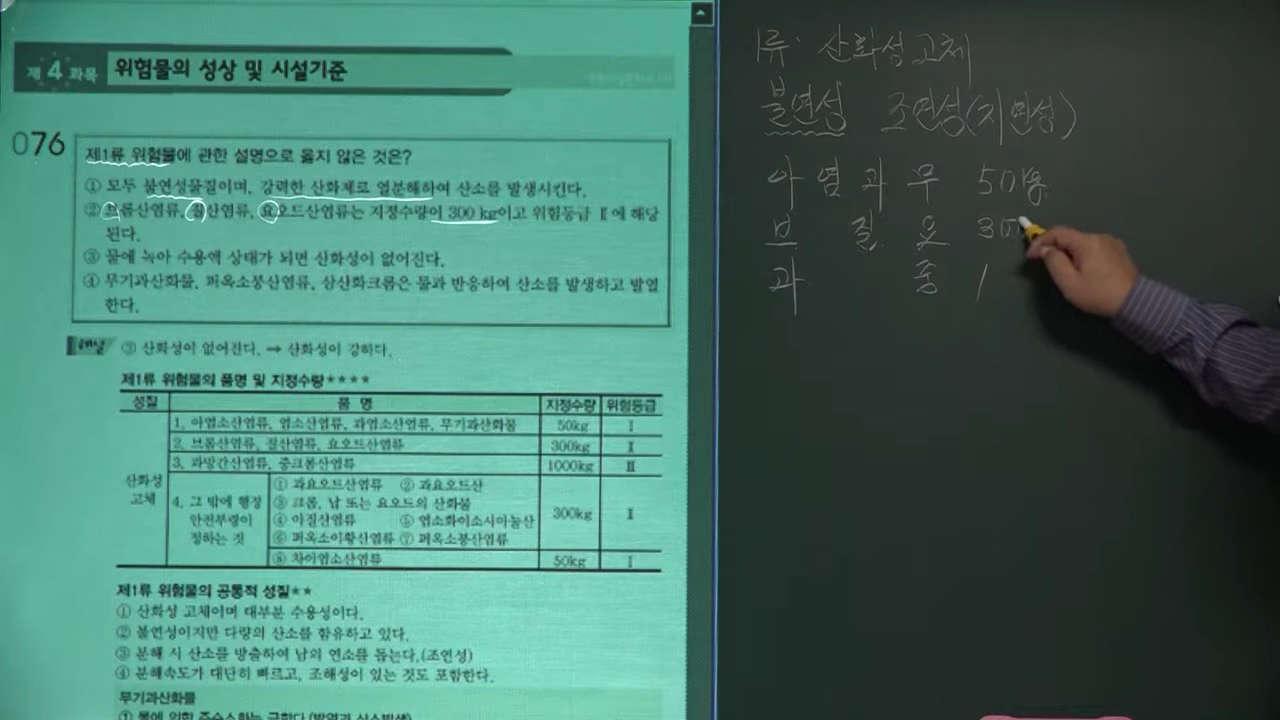 제4과목 위험물의 성상 및 시설기준
076
제1류 위험물에 관한 설명으로 옳지 않은 것은?
① 모두 불연성물질이며, 강력한 산화제로 열분해하여 산소를 발생시킨다.
② 브롬산염류, 질산염류, 요오드산염류는 지정수량이 300 kg이고 위험등급 Ⅱ에 해당
된다.
③ 물에 녹아 수용액 상태가 되면 산화성이 없어진다.
④ 무기과산화물, 퍼옥소붕산염류, 삼산화크롬은 물과 반응하여 산소를 발생하고 발열
한다.
해설 ③ 산화성이 없어진다. → 산화성이 강하다.
제1류 위험물의 품명 및 지정수량★★★★
성질 품 명 지정수량 위험등급
산화성 고체
1. 아염소산염류, 염소산염류, 과염소산염류, 무기과산화물 50kg Ⅰ
2. 브롬산염류, 질산염류, 요오드산염류 300kg Ⅱ
3. 과망간산염류, 중크롬산염류 1000kg Ⅲ
4. 그 밖에 행정
안전부령이
정하는 것
① 과요오드산염류 ② 과요오드산
③ 크롬, 납 또는 요오드의 산화물
④ 아질산염류 ⑤ 염소화이소시아눌산
⑥ 퍼옥소이황산염류 ⑦ 퍼옥소붕산염류
300kg Ⅱ
⑧ 차아염소산염류 50kg Ⅰ
제1류 위험물의 공통적 성질★★
① 산화성 고체이며 대부분 수용성이다.
② 불연성이지만 다량의 산소를 함유하고 있다.
③ 분해 시 산소를 방출하여 남의 연소를 돕는다.(조연성)
④ 분해속도가 대단히 빠르고, 조해성이 있는 것도 포함한다.
무기과산화물
1류. 산화성고체
불연성 조연성(지연성)
아 염 과 무 50
브 질 요 30
과 중 1